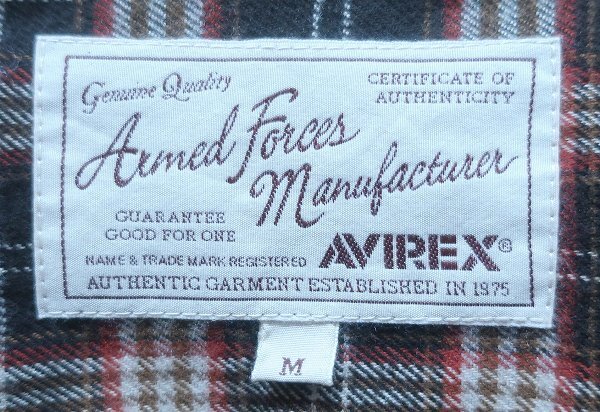 Genuine Quality
CERTIFICATE OF
AUTHENTICITY
Armed Forces
Manufacturer
GUARANTEE
GOOD FOR ONE
NAME & TRADE MARK REGISTERED
AVIREX®
AUTHENTIC GARMENT ESTABLISHED IN 1975
M